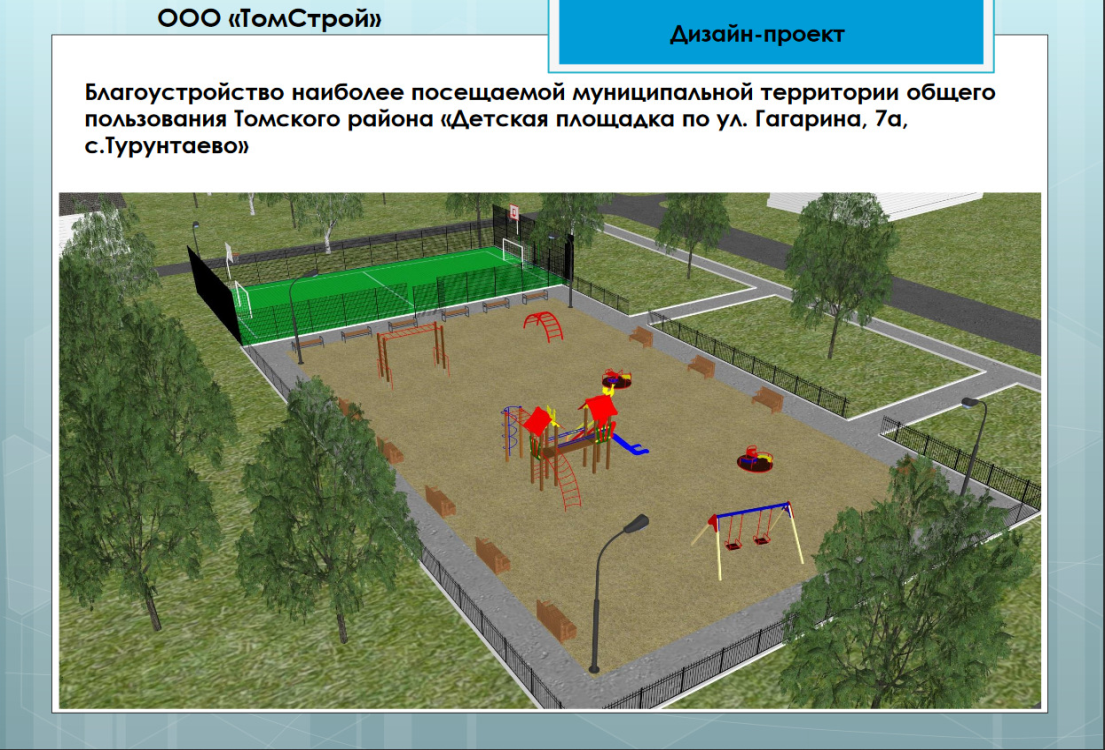 ООО «ТомСтрой»
Дизайн-проект
Благоустройство наиболее посещаемой муниципальной территории общего
пользования Томского района «Детская площадка по ул. Гагарина, 7а,
с.Турунтаево»